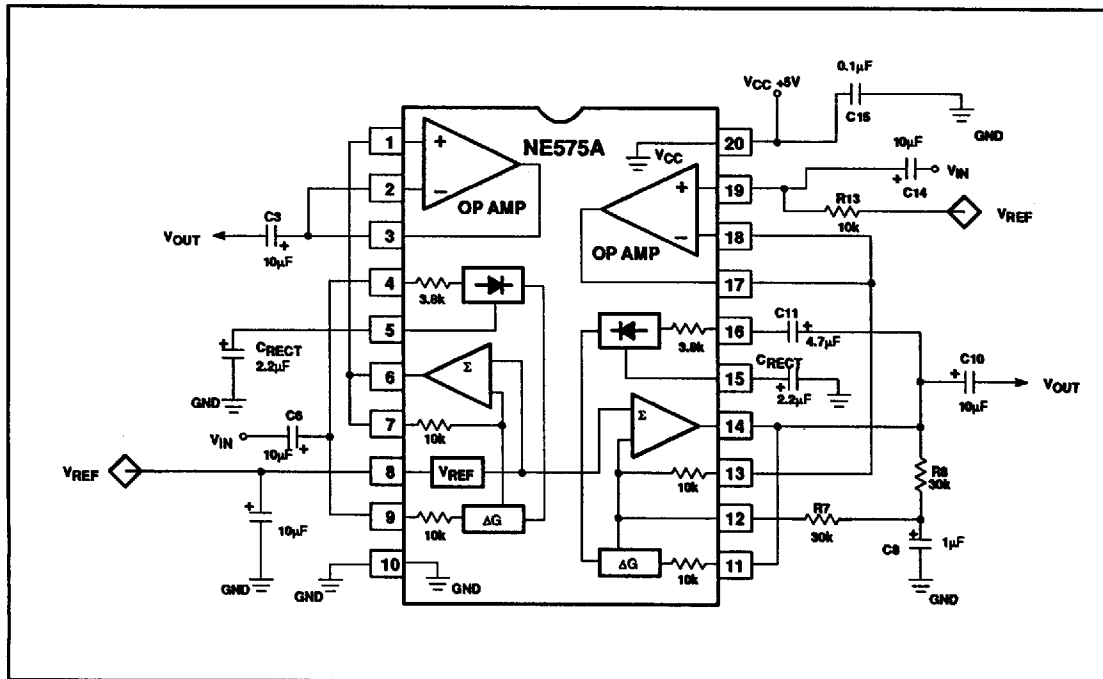 NE575A
1
2
3
4
5
6
7
8
9
10
20
19
18
17
16
15
14
13
12
11
+
−
OP AMP
+
−
OP AMP
VCC
VCC +5V
0.1µF
C15
GND
10µF
+
C14
VIN
R13
10k
VREF
C3
+
10µF
VOUT
3.8k
+
CRECT
2.2µF
GND
Σ
10k
VIN
C6
10µF
+
VREF
VREF
10k
ΔG
+
10µF
GND
GND
GND
3.8k
C11
+
4.7µF
CRECT
+
2.2µF
+
C10
10µF
VOUT
Σ
10k
R8
30k
R7
30k
+
C8
1µF
GND
ΔG
10k